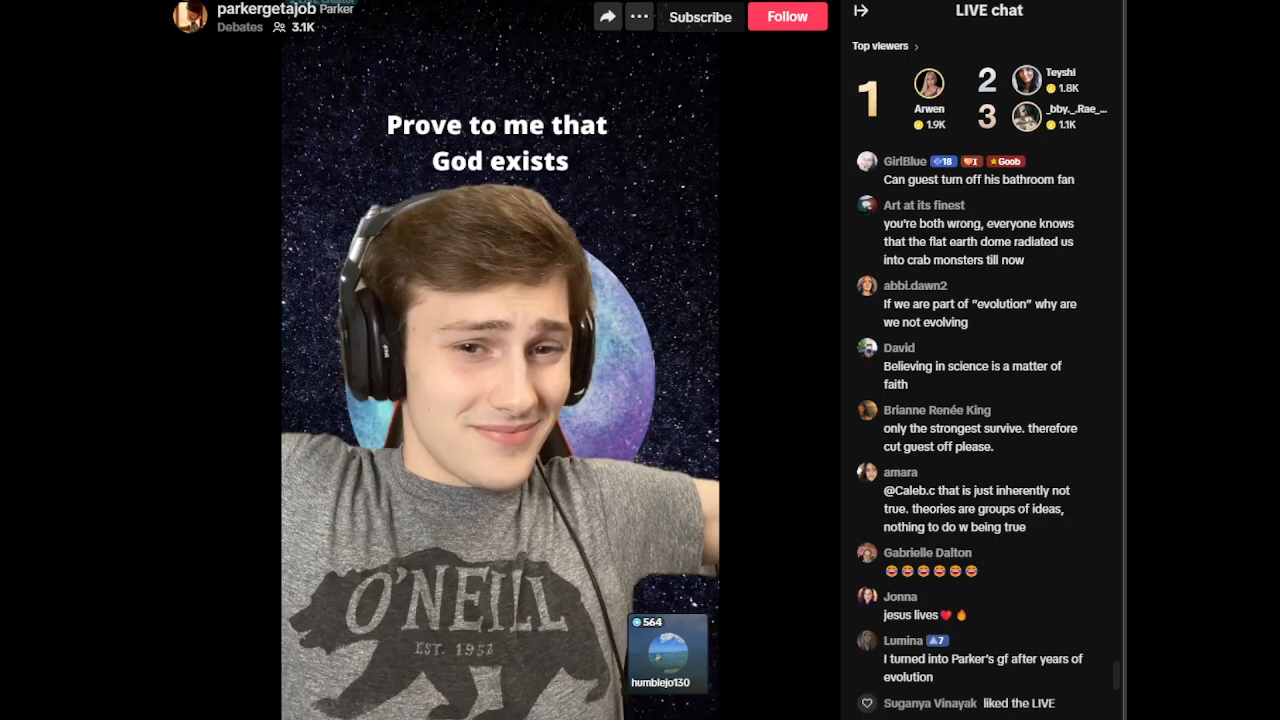 parkergetajob Parker
Debates 3.1K
Subscribe
Follow
Prove to me that
God exists
O'NEILL
EST. 1952
564
humblejo130
LIVE chat
Top viewers >
1
Arwen
1.9K
2
Teyshi
1.8K
3
_bby._.Rae_...
1.1K
GirlBlue 18 I Goob
Can guest turn off his bathroom fan
Art at its finest
you're both wrong, everyone knows
that the flat earth dome radiated us
into crab monsters till now
abbi.dawn2
If we are part of “evolution” why are
we not evolving
David
Believing in science is a matter of
faith
Brianne Renée King
only the strongest survive. therefore
cut guest off please.
amara
@Caleb.c that is just inherently not
true. theories are groups of ideas,
nothing to do w being true
Gabrielle Dalton
😂😂😂😂😂😂
Jonna
jesus lives❤️🔥
Lumina 7
I turned into Parker's gf after years of
evolution
Suganya Vinayak liked the LIVE